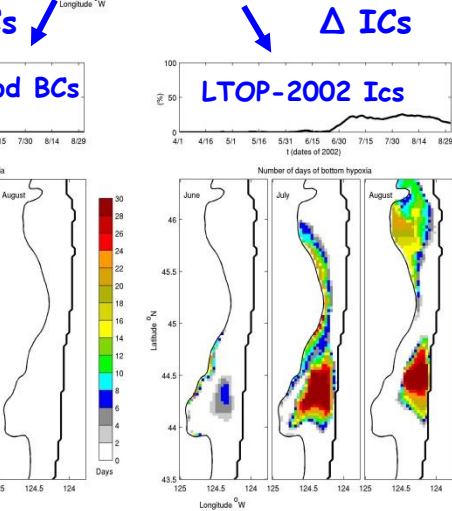 Longitude °W
Cs
Δ ICs
od BCs
LTOP-2002 Ics
100
50
0
(%)
15 7/30 8/14 8/29
4/1 4/15 5/1 5/16 5/31 6/15 6/30 7/15 7/30 8/14 8/29
t (dates of 2002)
ia
Number of days of bottom hypoxia
August
June
July
August
30
28
26
24
22
20
18
16
14
12
10
8
6
4
2
0
Days
46
45.5
45
44.5
44
43.5
Latitude °N
25 124.5 124
125 124.5 124 125 124.5 124 125 124.5 124
Longitude °W